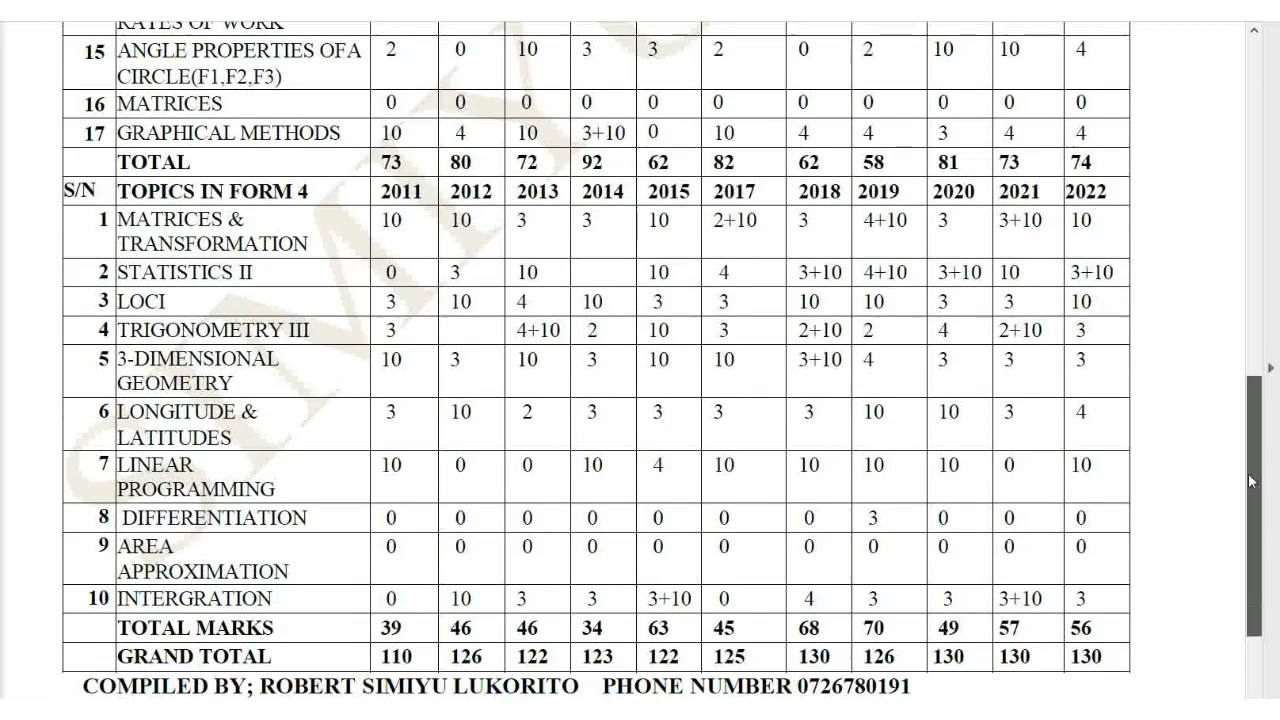 RATES OF WORK
15 ANGLE PROPERTIES OFA 2 0 10 3 3 2 0 2 10 10 4
CIRCLE(F1,F2,F3)
16 MATRICES 0 0 0 0 0 0 0 0 0 0 0
17 GRAPHICAL METHODS 10 4 10 3+10 0 10 4 4 3 4 4
TOTAL 73 80 72 92 62 82 62 58 81 73 74
S/N TOPICS IN FORM 4 2011 2012 2013 2014 2015 2017 2018 2019 2020 2021 2022
1 MATRICES & 10 10 3 3 10 2+10 3 4+10 3 3+10 10
TRANSFORMATION
2 STATISTICS II 0 3 10 10 4 3+10 4+10 3+10 10 3+10
3 LOCI 3 10 4 10 3 3 10 10 3 3 10
4 TRIGONOMETRY III 3 4+10 2 10 3 2+10 2 4 2+10 3
5 3-DIMENSIONAL 10 3 10 3 10 10 3+10 4 3 3 3
GEOMETRY
6 LONGITUDE & 3 10 2 3 3 3 3 10 10 3 4
LATITUDES
7 LINEAR 10 0 0 10 4 10 10 10 10 0 10
PROGRAMMING
8 DIFFERENTIATION 0 0 0 0 0 0 0 3 0 0 0
9 AREA 0 0 0 0 0 0 0 0 0 0 0
APPROXIMATION
10 INTERGRATION 0 10 3 3 3+10 0 4 3 3 3+10 3
TOTAL MARKS 39 46 46 34 63 45 68 70 49 57 56
GRAND TOTAL 110 126 122 123 122 125 130 126 130 130 130
COMPILED BY; ROBERT SIMIYU LUKORITO PHONE NUMBER 0726780191
SIMIYU